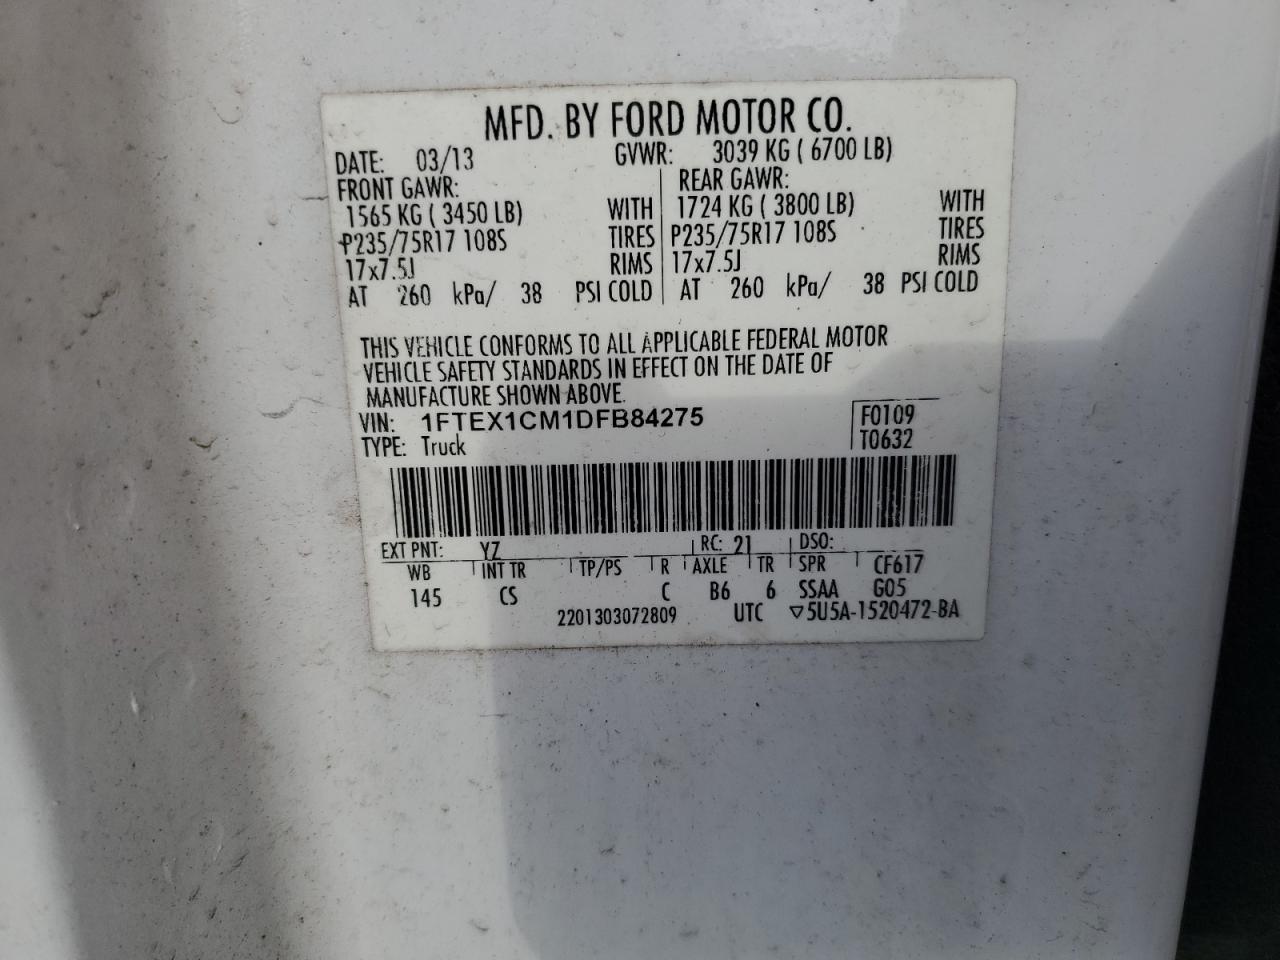 MFD. BY FORD MOTOR CO.
DATE: 03/13 GVWR: 3039 KG ( 6700 LB)
FRONT GAWR: REAR GAWR:
1565 KG ( 3450 LB) WITH 1724 KG ( 3800 LB) WITH
P235/75R17 108S TIRES P235/75R17 108S TIRES
17x7.5J RIMS 17x7.5J RIMS
AT 260 kPa/ 38 PSI COLD AT 260 kPa/ 38 PSI COLD
THIS VEHICLE CONFORMS TO ALL APPLICABLE FEDERAL MOTOR
VEHICLE SAFETY STANDARDS IN EFFECT ON THE DATE OF
MANUFACTURE SHOWN ABOVE.
VIN: 1FTEX1CM1DFB84275 F0109
TYPE: Truck T0632
EXT PNT: YZ RC: 21 DSO:
WB INT TR TP/PS R AXLE TR SPR CF617
145 CS C B6 6 SSAA G05
2201303072809 UTC ▽5U5A-1520472-BA